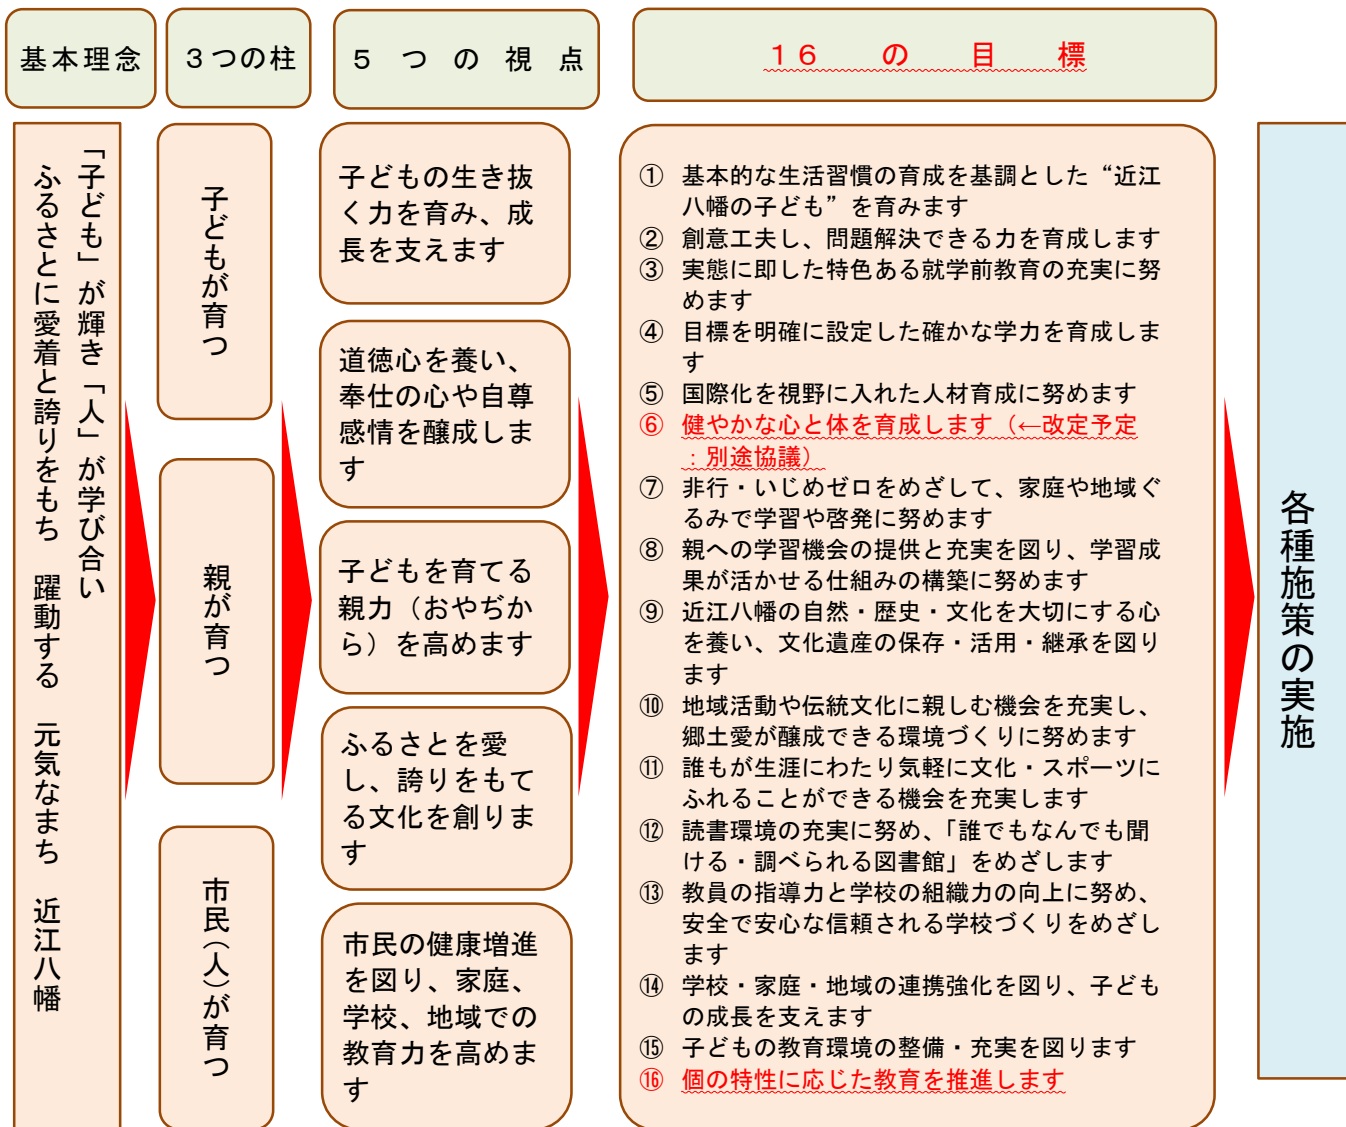 基本理念
３つの柱
５つの視点
１６の目標
「子ども」が輝き「人」が学び合い
ふるさとに愛着と誇りをもち　躍動する　元気なまち　近江八幡
子どもが育つ
親が育つ
市民（人）が育つ
子どもの生き抜
く力を育み、成
長を支えます
道徳心を養い、
奉仕の心や自尊
感情を醸成しま
す
子どもを育てる
親力（おやぢか
ら）を高めます
ふるさとを愛
し、誇りをもて
る文化を創りま
す
市民の健康増進
を図り、家庭、
学校、地域での
教育力を高めま
す
① 基本的な生活習慣の育成を基調とした“近江
八幡の子ども”を育みます
② 創意工夫し、問題解決できる力を育成します
③ 実態に即した特色ある就学前教育の充実に努
めます
④ 目標を明確に設定した確かな学力を育成しま
す
⑤ 国際化を視野に入れた人材育成に努めます
⑥ 健やかな心と体を育成します（←改定予定
：別途協議）
⑦ 非行・いじめゼロをめざして、家庭や地域ぐ
るみで学習や啓発に努めます
⑧ 親への学習機会の提供と充実を図り、学習成
果が活かせる仕組みの構築に努めます
⑨ 近江八幡の自然・歴史・文化を大切にする心
を養い、文化遺産の保存・活用・継承を図り
ます
⑩ 地域活動や伝統文化に親しむ機会を充実し、
郷土愛が醸成できる環境づくりに努めます
⑪ 誰もが生涯にわたり気軽に文化・スポーツに
ふれることができる機会を充実します
⑫ 読書環境の充実に努め、「誰でもなんでも聞
ける・調べられる図書館」をめざします
⑬ 教員の指導力と学校の組織力の向上に努め、
安全で安心な信頼される学校づくりをめざし
ます
⑭ 学校・家庭・地域の連携強化を図り、子ども
の成長を支えます
⑮ 子どもの教育環境の整備・充実を図ります
⑯ 個の特性に応じた教育を推進します
各種施策の実施